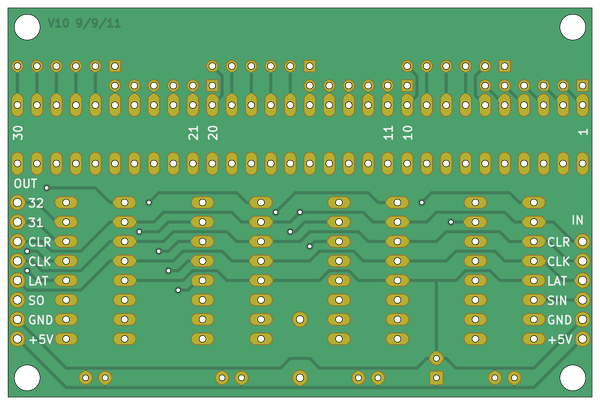 V10 9/9/11
30 21 20 11 10 1
OUT
32
31 IN
CLR CLR
CLK CLK
LAT LAT
SO SIN
GND GND
+5V +5V